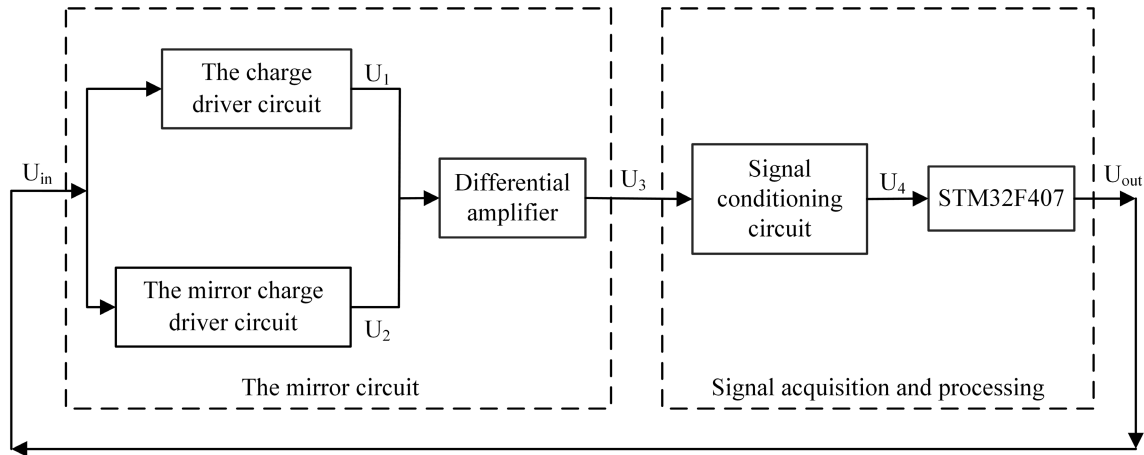 The charge
driver circuit
U1
Uin
Differential
amplifier
U3
The mirror charge
driver circuit
U2
The mirror circuit
Signal
conditioning
circuit
U4
STM32F407
Uout
Signal acquisition and processing